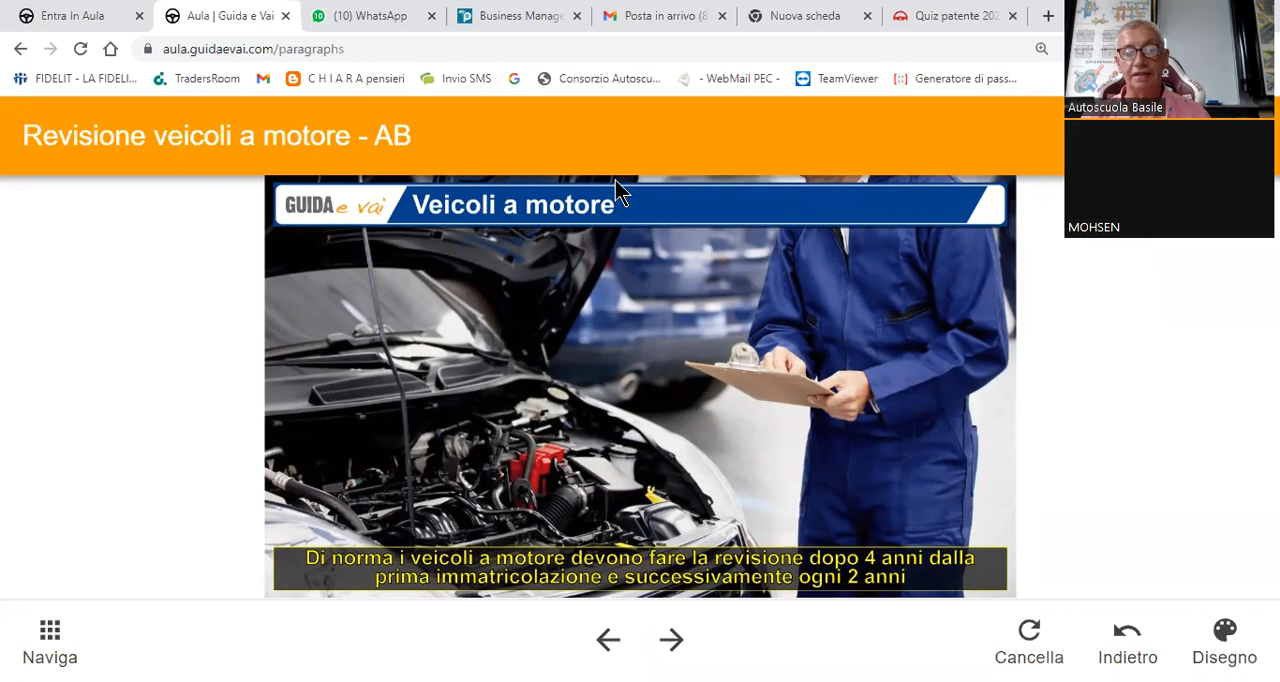 Entra In Aula
Aula | Guida e Vai
(10) WhatsApp
Business Manage
Posta in arrivo (8
Nuova scheda
Quiz patente 202
aula.guidaevai.com/paragraphs
FIDELIT - LA FIDELI...
TradersRoom
C H I A R A pensieri
Invio SMS
Consorzio Autoscu...
- WebMail PEC -
TeamViewer
Generatore di pass...
Autoscuola Basile
Revisione veicoli a motore - AB
MOHSEN
GUIDA e vai
Veicoli a motore
Di norma i veicoli a motore devono fare la revisione dopo 4 anni dalla
prima immatricolazione e successivamente ogni 2 anni
Naviga
Cancella
Indietro
Disegno